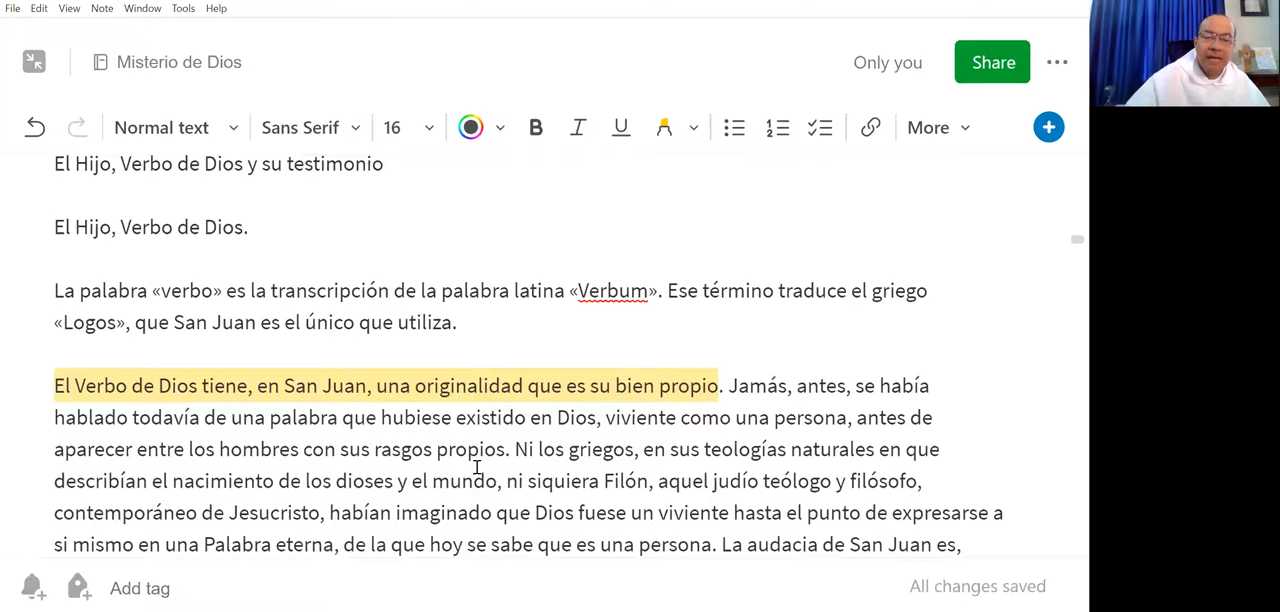 File Edit View Note Window Tools Help
Misterio de Dios
Only you
Share
Normal text
Sans Serif
16
B I U
More
El Hijo, Verbo de Dios y su testimonio
El Hijo, Verbo de Dios.
La palabra «verbo» es la transcripción de la palabra latina «Verbum». Ese término traduce el griego
«Logos», que San Juan es el único que utiliza.
El Verbo de Dios tiene, en San Juan, una originalidad que es su bien propio. Jamás, antes, se había
hablado todavía de una palabra que hubiese existido en Dios, viviente como una persona, antes de
aparecer entre los hombres con sus rasgos propios. Ni los griegos, en sus teologías naturales en que
describían el nacimiento de los dioses y el mundo, ni siquiera Filón, aquel judío teólogo y filósofo,
contemporáneo de Jesucristo, habían imaginado que Dios fuese un viviente hasta el punto de expresarse a
si mismo en una Palabra eterna, de la que hoy se sabe que es una persona. La audacia de San Juan es,
Add tag
All changes saved